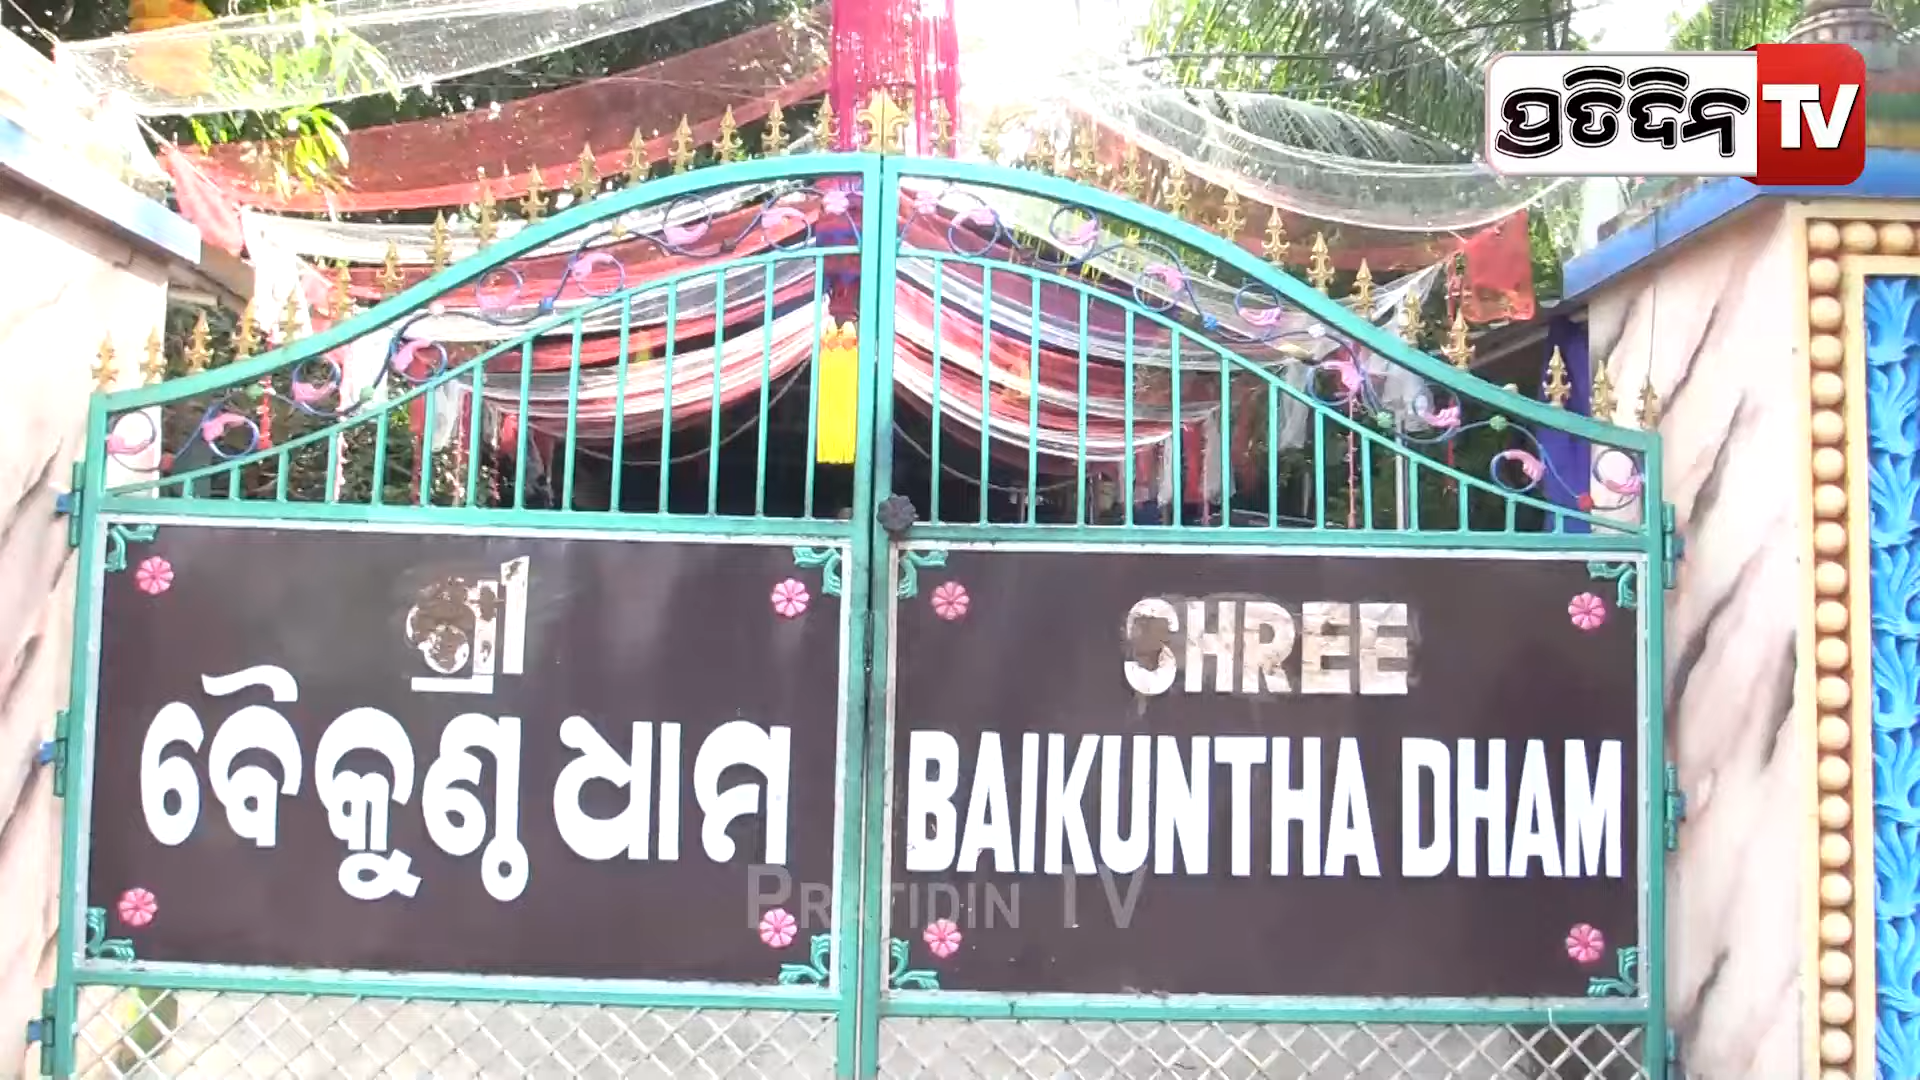 ପ୍ରତିଦିନ TV
ଶ୍ରୀ
ବୈକୁଣ୍ଠ ଧାମ
SHREE
BAIKUNTHA DHAM
PRATIDIN TV